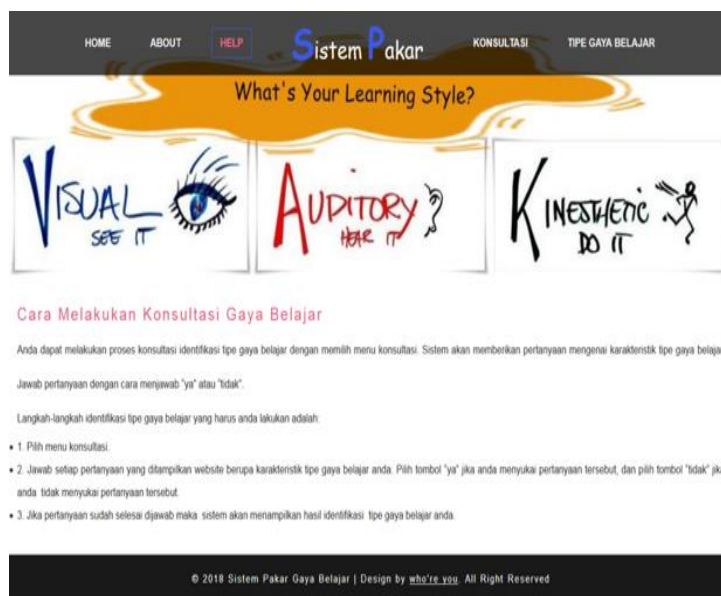 HOME ABOUT HELP Sistem Pakar KONSULTASI TIPE GAYA BELAJAR
What's Your Learning Style?
VISUAL
SEE IT
AUDITORY
HEAR IT
KINESTHETIC
DO IT
Cara Melakukan Konsultasi Gaya Belajar
Anda dapat melakukan proses konsultasi identifikasi tipe gaya belajar dengan memilih menu konsultasi. Sistem akan memberikan pertanyaan mengenai karakteristik tipe gaya belaja
Jawab pertanyaan dengan cara menjawab "ya" atau "tidak".
Langkah-langkah identifikasi tipe gaya belajar yang harus anda lakukan adalah:
• 1. Pilih menu konsultasi.
• 2. Jawab setiap pertanyaan yang ditampilkan website berupa karakteristik tipe gaya belajar anda. Pilih tombol "ya" jika anda menyukai pertanyaan tersebut, dan pilih tombol "tidak" jika
anda tidak menyukai pertanyaan tersebut.
• 3. Jika pertanyaan sudah selesai dijawab maka sistem akan menampilkan hasil identifikasi tipe gaya belajar anda.
© 2018 Sistem Pakar Gaya Belajar | Design by who're you. All Right Reserved